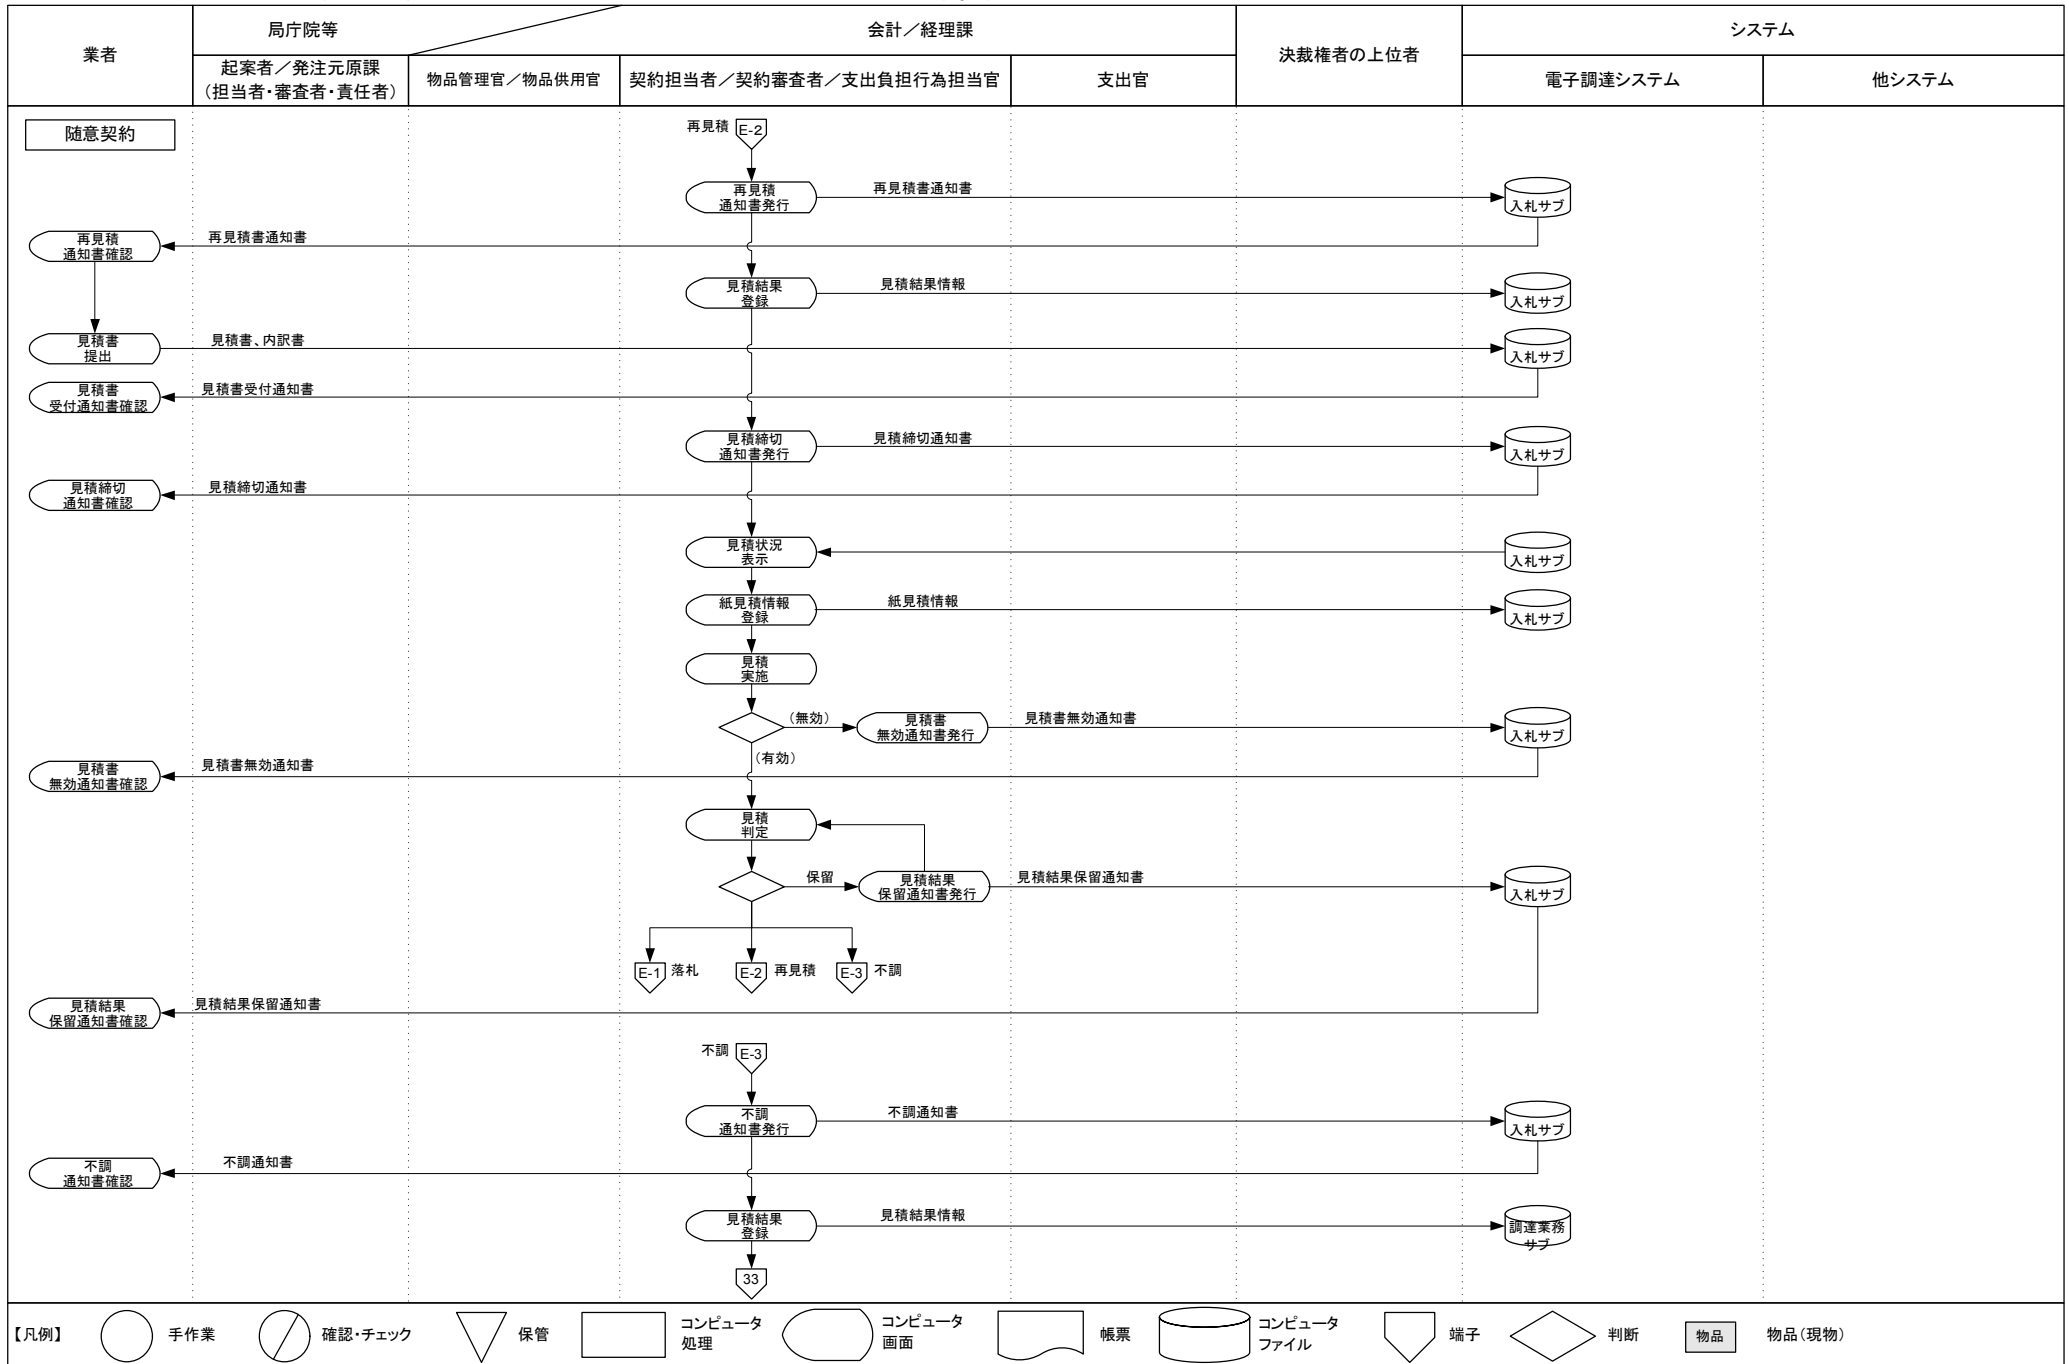 業者
局庁院等
会計／経理課
決裁権者の上位者
システム
起案者／発注元原課
（担当者・審査者・責任者）
物品管理官／物品供用官
契約担当者／契約審査者／支出負担行為担当官
支出官
電子調達システム
他システム
随意契約
再見積
E-2
再見積
通知書発行
再見積書通知書
入札サブ
再見積
通知書確認
再見積書通知書
見積結果
登録
見積結果情報
入札サブ
見積書
提出
見積書、内訳書
入札サブ
見積書
受付通知書確認
見積書受付通知書
見積締切
通知書発行
見積締切通知書
入札サブ
見積締切
通知書確認
見積締切通知書
見積状況
表示
入札サブ
紙見積情報
登録
紙見積情報
入札サブ
見積
実施
（無効）
見積書
無効通知書発行
見積書無効通知書
入札サブ
（有効）
見積書
無効通知書確認
見積書無効通知書
見積
判定
保留
見積結果
保留通知書発行
見積結果保留通知書
入札サブ
E-1
落札
E-2
再見積
E-3
不調
見積結果
保留通知書確認
見積結果保留通知書
不調
E-3
不調
通知書発行
不調通知書
入札サブ
不調
通知書確認
不調通知書
見積結果
登録
見積結果情報
調達業務
サブ
33
【凡例】
手作業
確認・チェック
保管
コンピュータ
処理
コンピュータ
画面
帳票
コンピュータ
ファイル
端子
判断
物品
物品（現物）